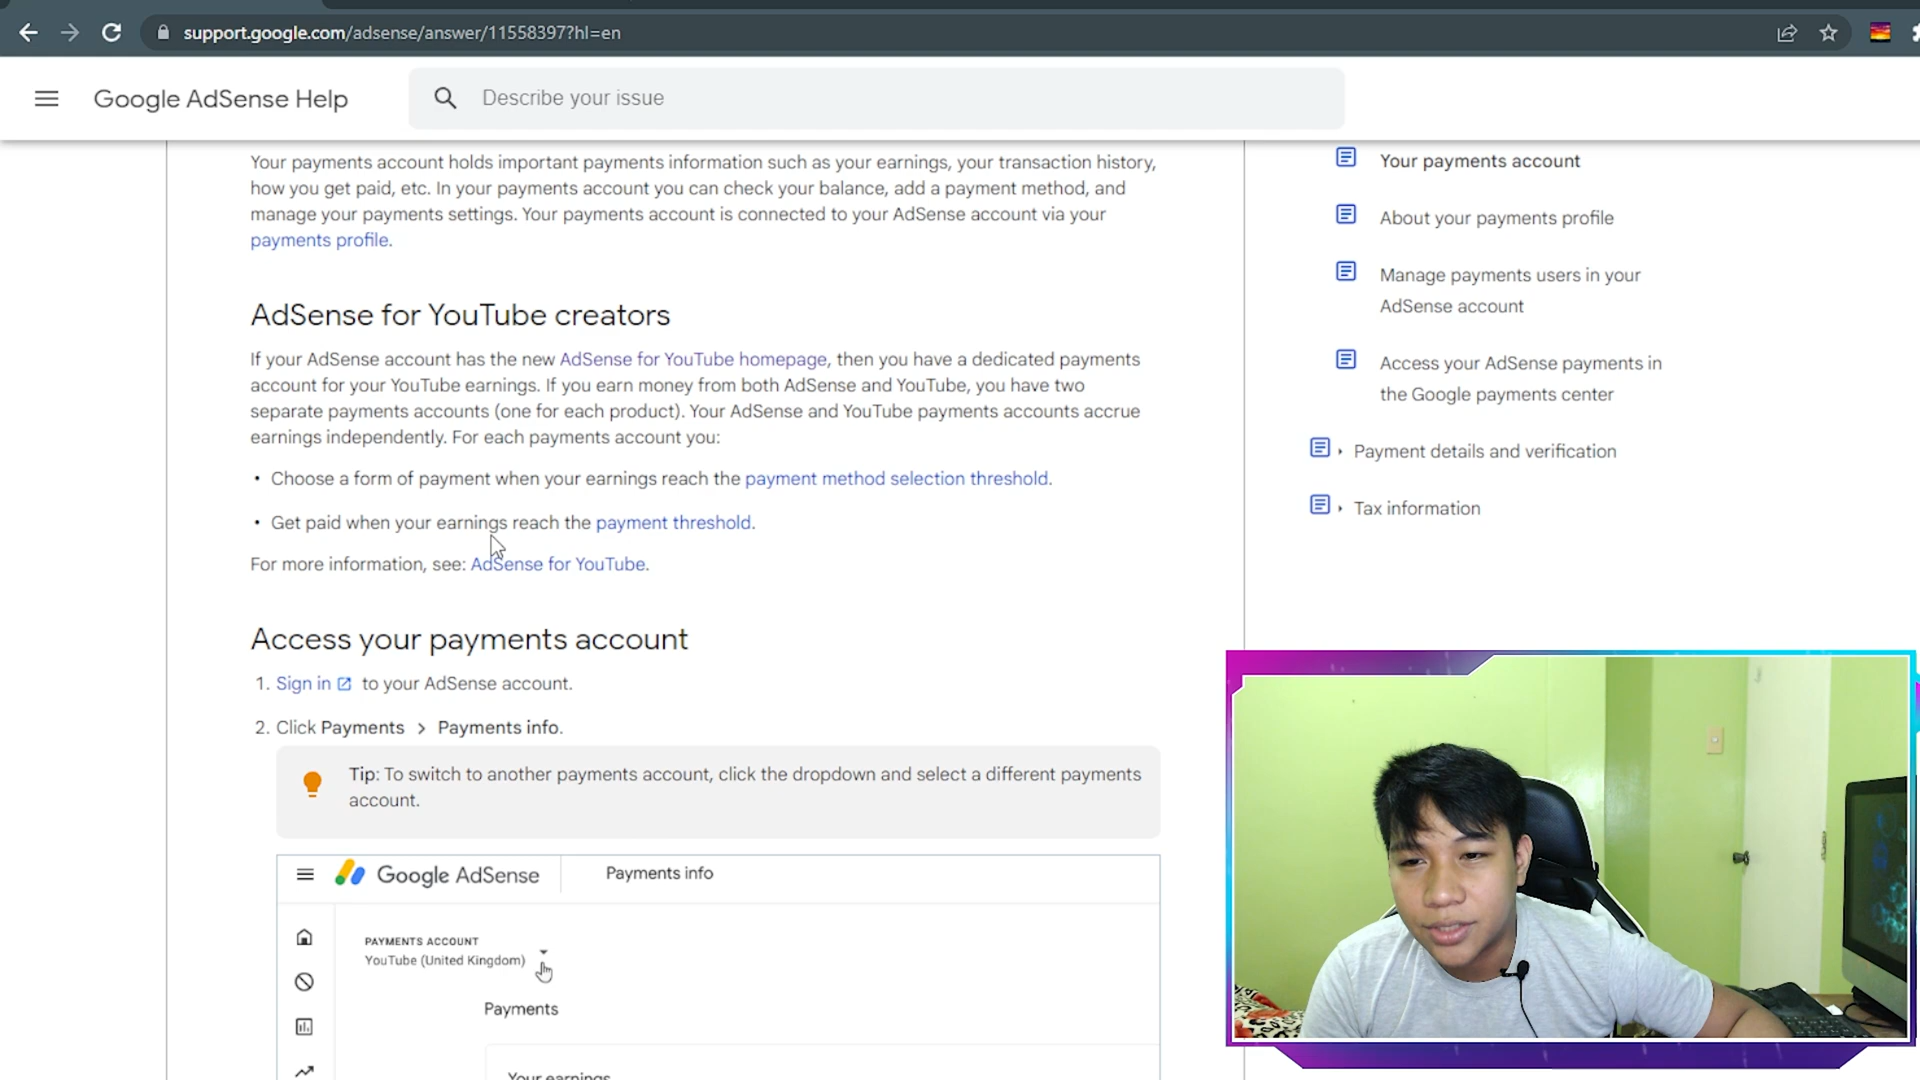 support.google.com/adsense/answer/11558397?hl=en
Google AdSense Help
Describe your issue
Your payments account holds important payments information such as your earnings, your transaction history,
how you get paid, etc. In your payments account you can check your balance, add a payment method, and
manage your payments settings. Your payments account is connected to your AdSense account via your
payments profile.
AdSense for YouTube creators
If your AdSense account has the new AdSense for YouTube homepage, then you have a dedicated payments
account for your YouTube earnings. If you earn money from both AdSense and YouTube, you have two
separate payments accounts (one for each product). Your AdSense and YouTube payments accounts accrue
earnings independently. For each payments account you:
• Choose a form of payment when your earnings reach the payment method selection threshold.
• Get paid when your earnings reach the payment threshold.
For more information, see: AdSense for YouTube.
Access your payments account
1. Sign in to your AdSense account.
2. Click Payments > Payments info.
Tip: To switch to another payments account, click the dropdown and select a different payments
account.
Google AdSense
Payments info
PAYMENTS ACCOUNT
YouTube (United Kingdom)
Payments
Your earnings
Your payments account
About your payments profile
Manage payments users in your
AdSense account
Access your AdSense payments in
the Google payments center
Payment details and verification
Tax information